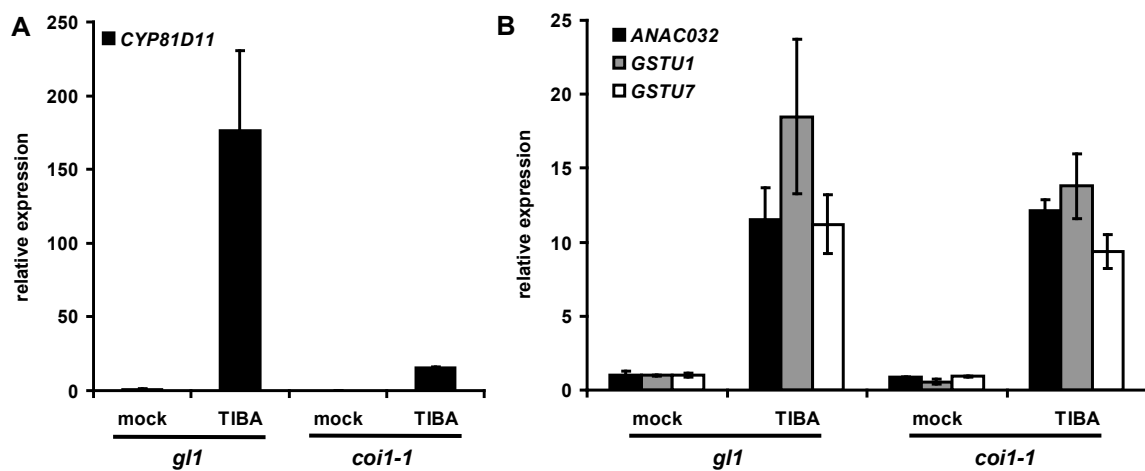 A
CYP81D11
relative expression
250
200
150
100
50
0
mock TIBA mock TIBA
gl1 coi1-1
B
ANAC032
GSTU1
GSTU7
relative expression
25
20
15
10
5
0
mock TIBA mock TIBA
gl1 coi1-1